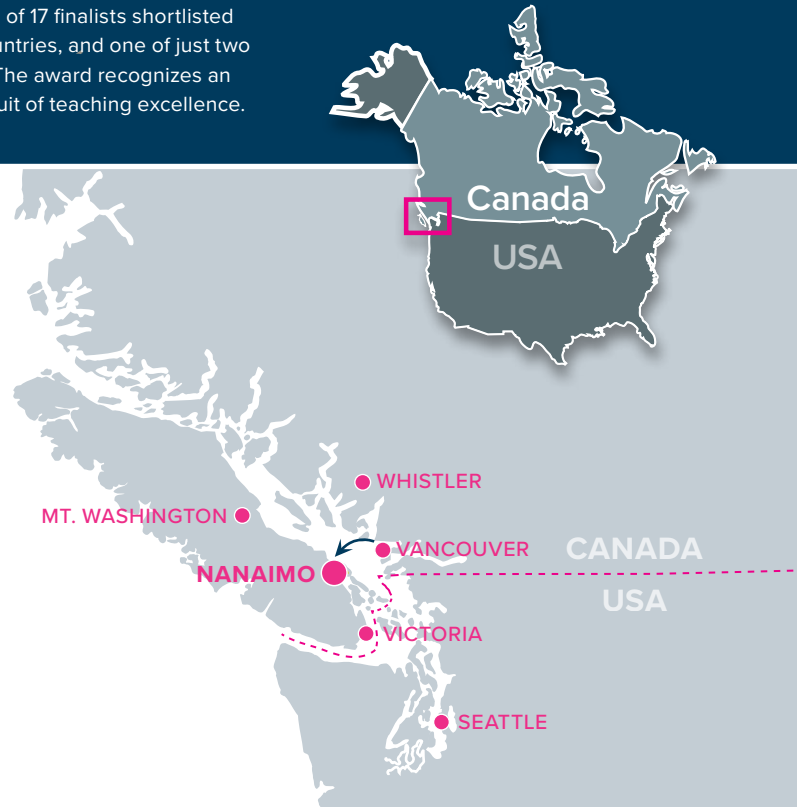 of 17 finalists shortlisted
untries, and one of just two
The award recognizes an
uit of teaching excellence.
Canada
USA
WHISTLER
MT. WASHINGTON
VANCOUVER
CANADA
NANAIMO
USA
VICTORIA
SEATTLE